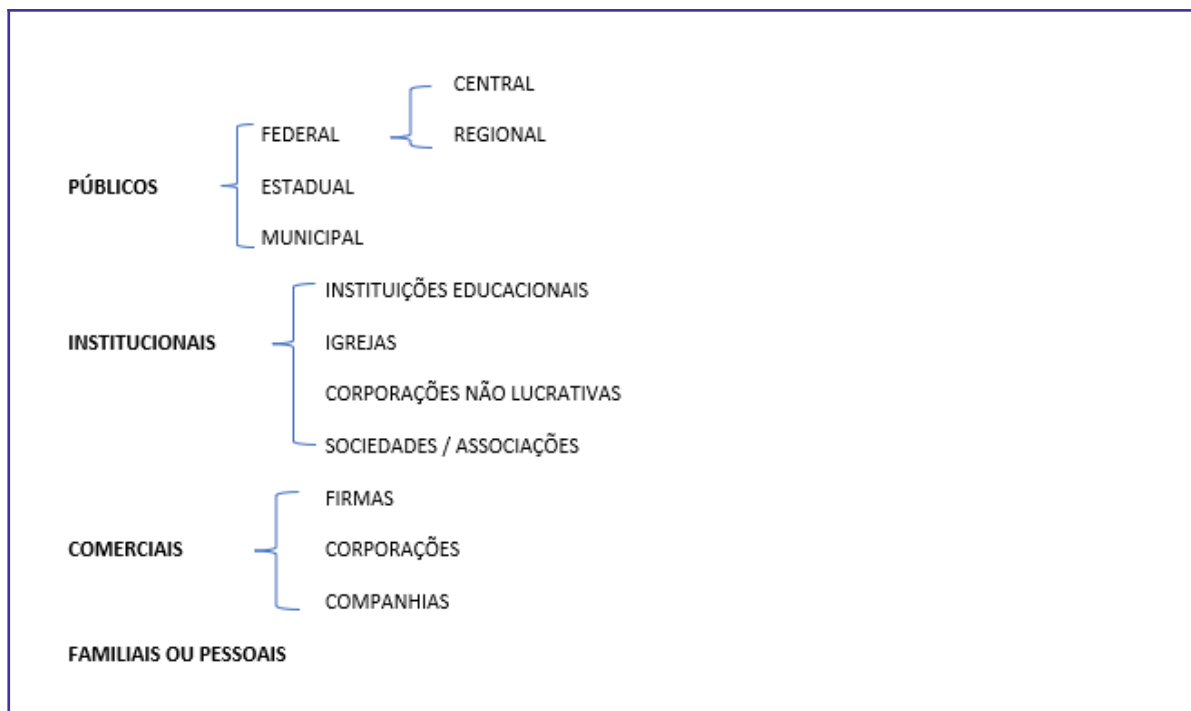 CENTRAL
FEDERAL REGIONAL
PÚBLICOS ESTADUAL
MUNICIPAL
INSTITUIÇÕES EDUCACIONAIS
INSTITUCIONAIS IGREJAS
CORPORAÇÕES NÃO LUCRATIVAS
SOCIEDADES / ASSOCIAÇÕES
FIRMAS
COMERCIAIS CORPORAÇÕES
COMPANHIAS
FAMILIAIS OU PESSOAIS